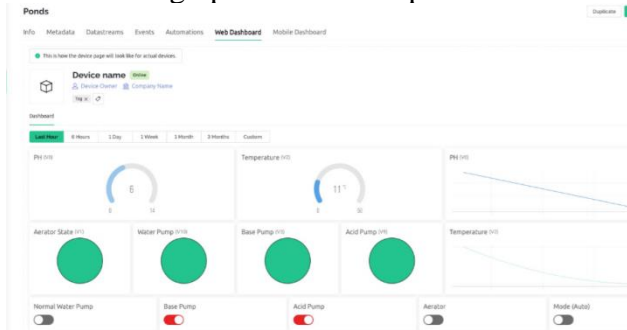 Ponds
Duplicate
Info Metadata Datastreams Events Automations Web Dashboard Mobile Dashboard
This is how the device page will look like for actual devices.
Device name Online
Device Owner Company Name
Tag x
Dashboard
Last Hour 6 Hours 1 Day 1 Week 1 Month 3 Months Custom
PH (V0) Temperature (V2) PH (V0)
6 11 °C
0 14 0 50
Aerator State (V1) Water Pump (V10) Base Pump (V3) Acid Pump (V4) Temperature (V2)
Normal Water Pump Base Pump Acid Pump Aerator Mode (Auto)